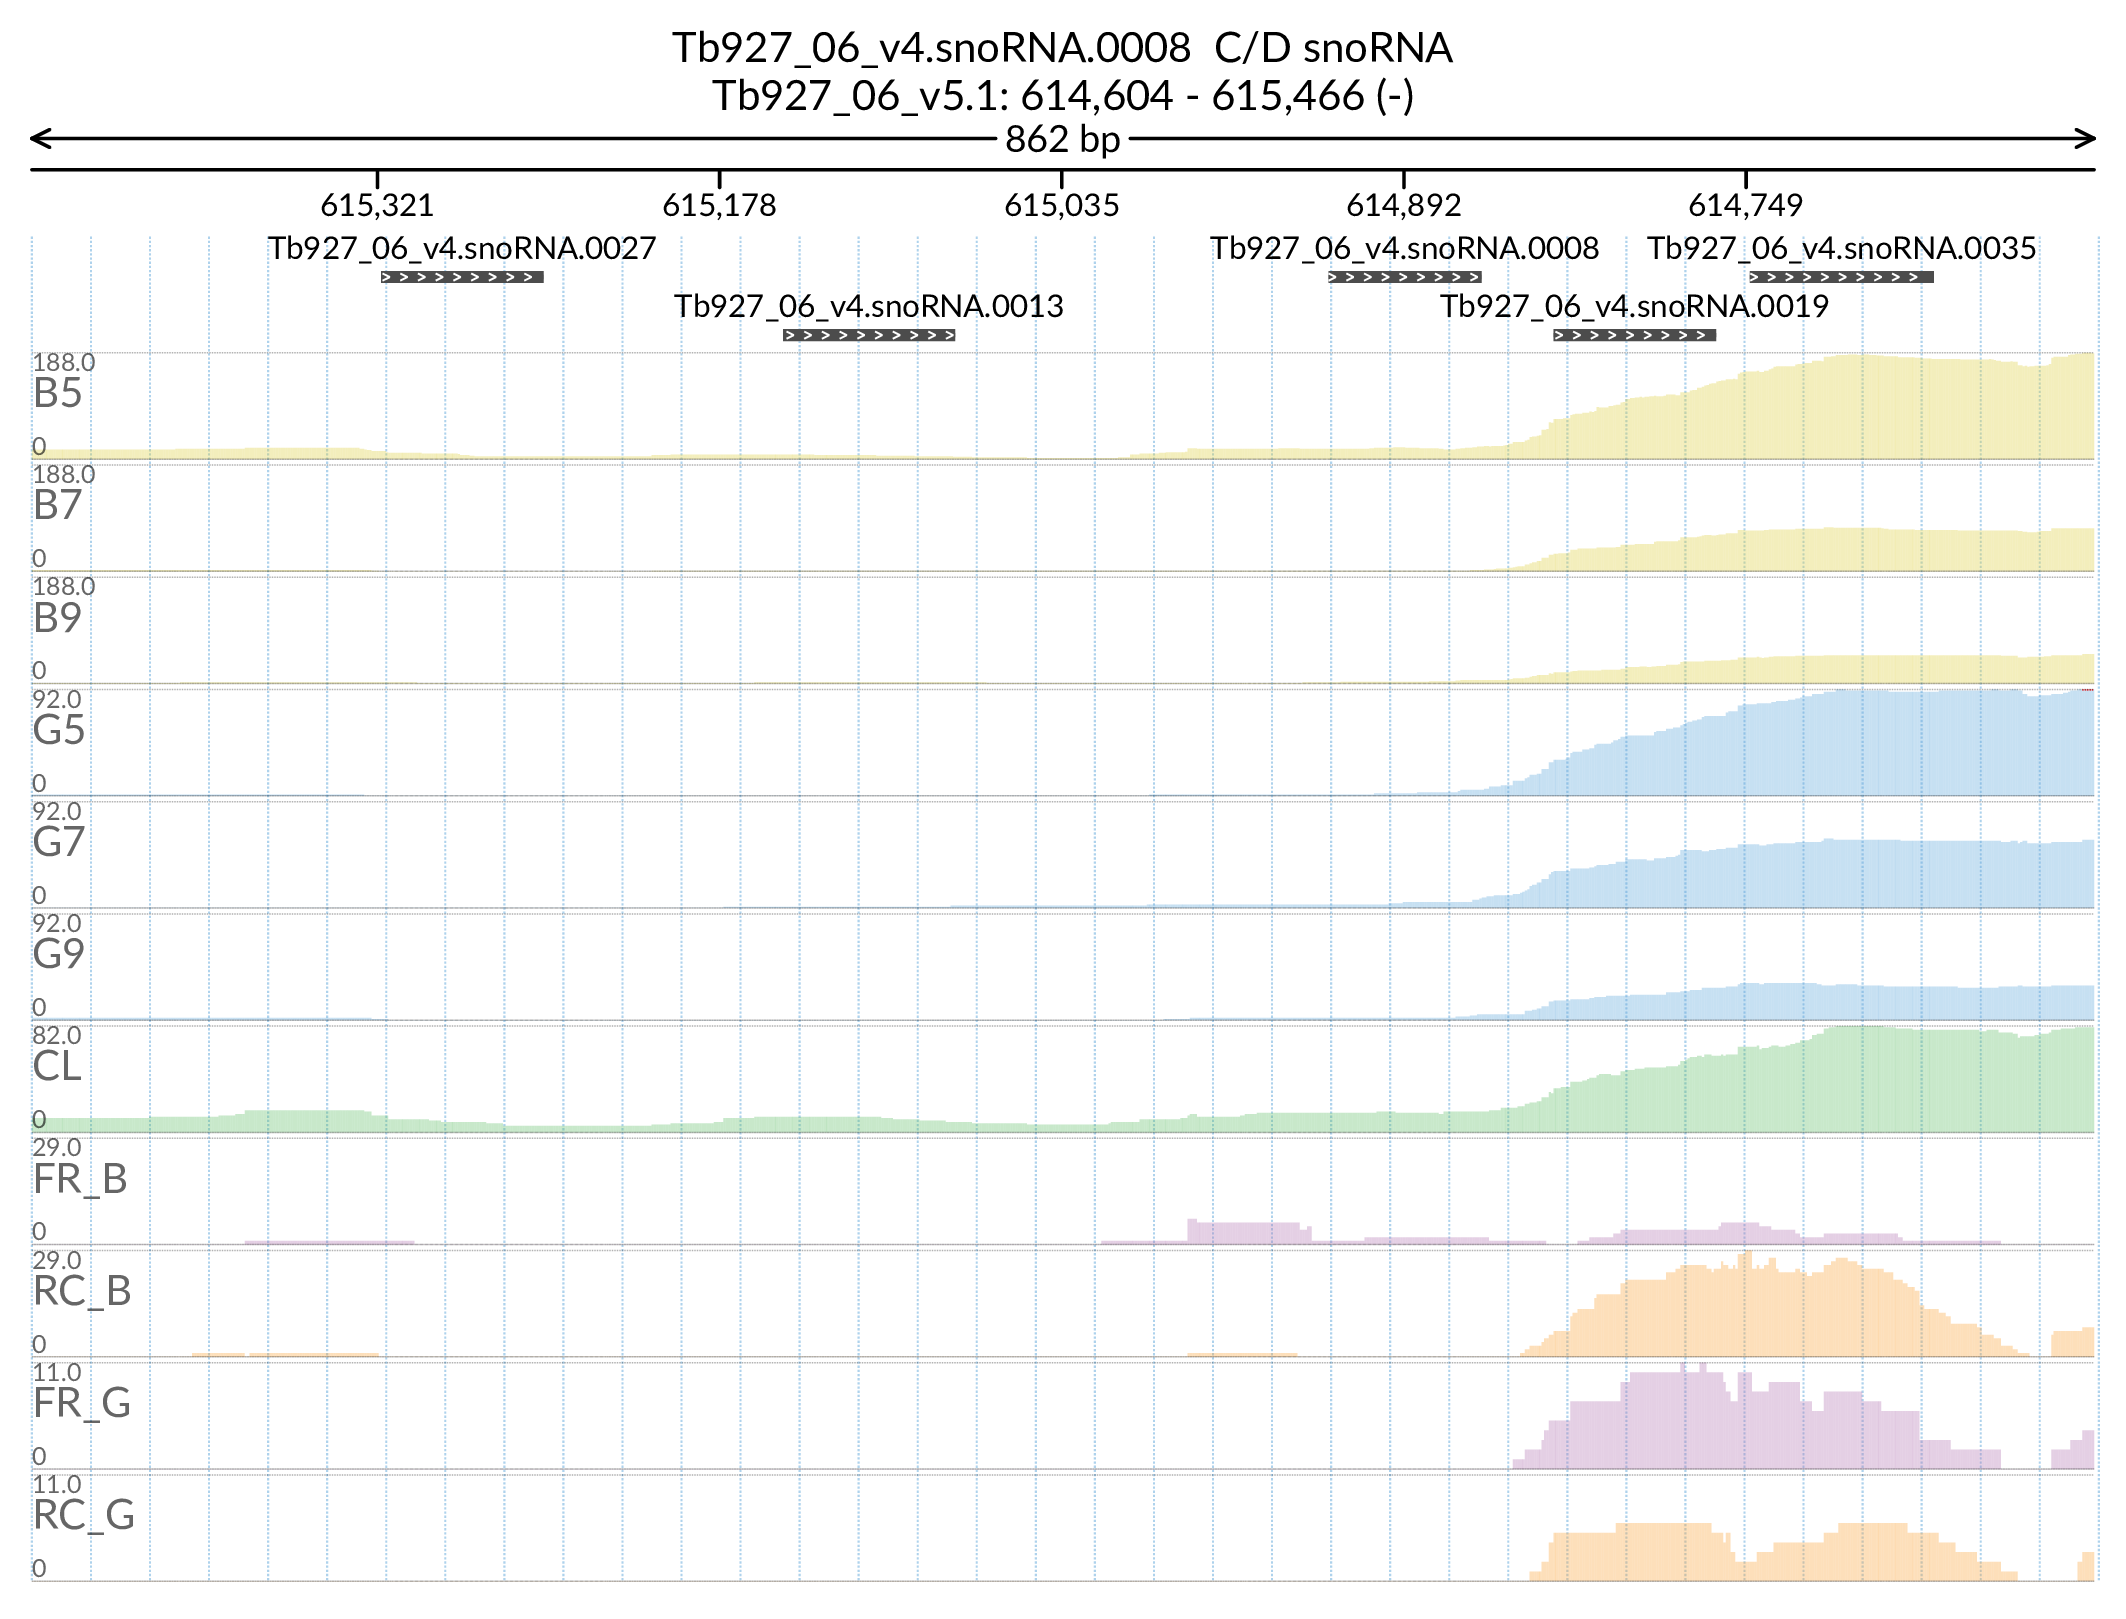 Tb927_06_v4.snoRNA.0008  C/D snoRNA
Tb927_06_v5.1: 614,604 - 615,466 (-)
862 bp
615,321 615,178 615,035 614,892 614,749
Tb927_06_v4.snoRNA.0027 Tb927_06_v4.snoRNA.0008 Tb927_06_v4.snoRNA.0035
Tb927_06_v4.snoRNA.0013 Tb927_06_v4.snoRNA.0019
188.0
B5
0
188.0
B7
0
188.0
B9
0
92.0
G5
0
92.0
G7
0
92.0
G9
0
82.0
CL
0
29.0
FR_B
0
29.0
RC_B
0
11.0
FR_G
0
11.0
RC_G
0